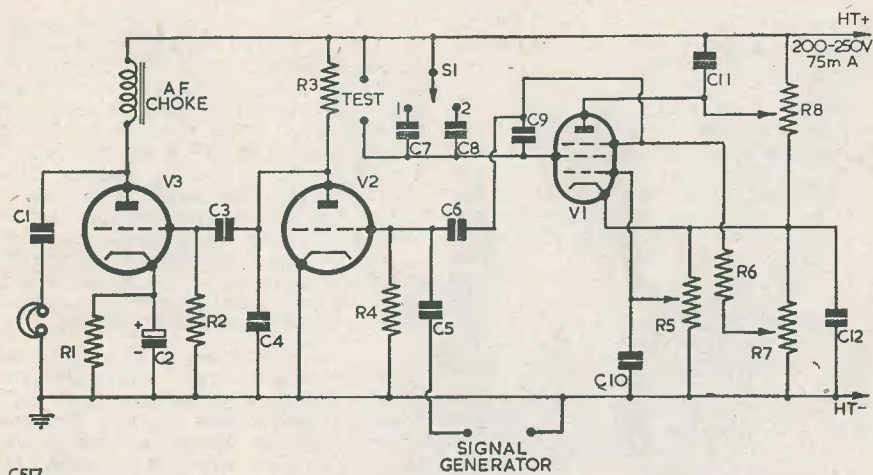 HT+
200-250V
75mA
AF
CHOKE
R3
TEST
S1
1
2
C7
C8
C9
C11
R8
V3
V2
V1
C1
C3
C6
R1
C2
+
-
R2
C4
R4
C5
R5
R6
R7
C10
C12
HT-
SIGNAL
GENERATOR
C517